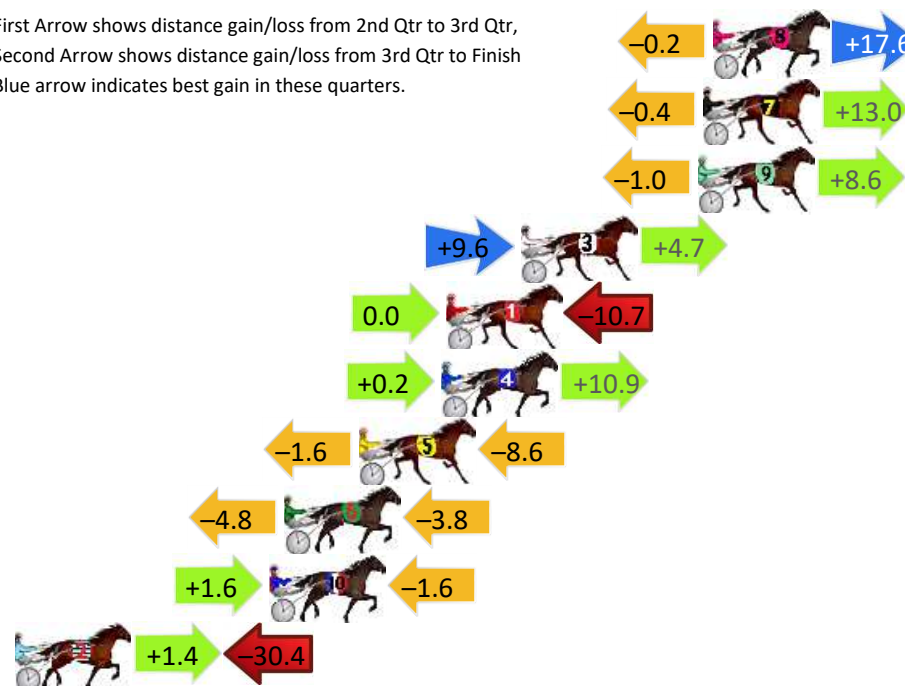 First Arrow shows distance gain/loss from 2nd Qtr to 3rd Qtr,
Second Arrow shows distance gain/loss from 3rd Qtr to Finish
Blue arrow indicates best gain in these quarters.
–0.2 8 +17.6
–0.4 7 +13.0
–1.0 9 +8.6
+9.6 3 +4.7
0.0 1 –10.7
+0.2 4 +10.9
–1.6 5 –8.6
–4.8 6 –3.8
+1.6 10 –1.6
2 +1.4 –30.4